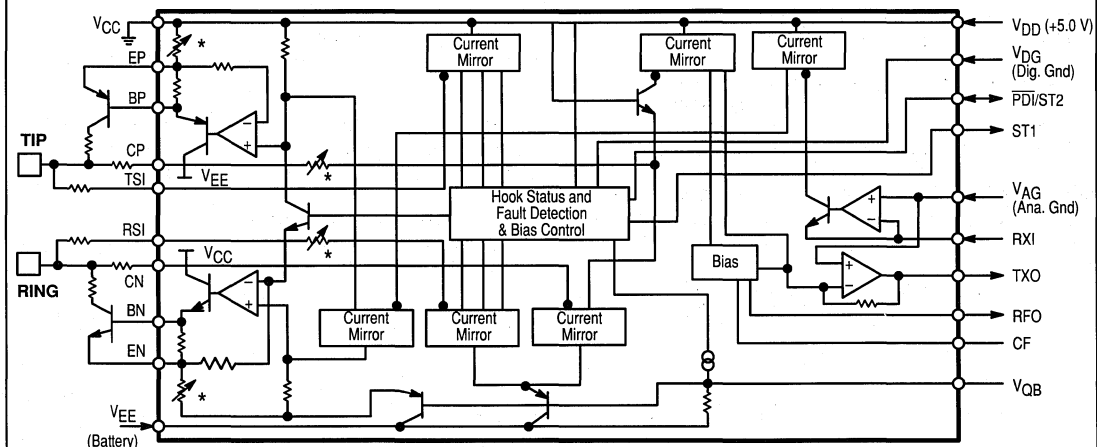 VCC
EP
BP
TIP
CP
TSI
VEE
*
*
RSI
CN
RING
BN
EN
VCC
*
*
VEE
(Battery)
Current
Mirror
Current
Mirror
Current
Mirror
Hook Status and
Fault Detection
& Bias Control
Bias
Current
Mirror
Current
Mirror
Current
Mirror
−
+
−
+
+
−
+
−
VDD (+5.0 V)
VDG
(Dig. Gnd)
PDI/ST2
ST1
VAG
(Ana. Gnd)
RXI
TXO
RFO
CF
VQB